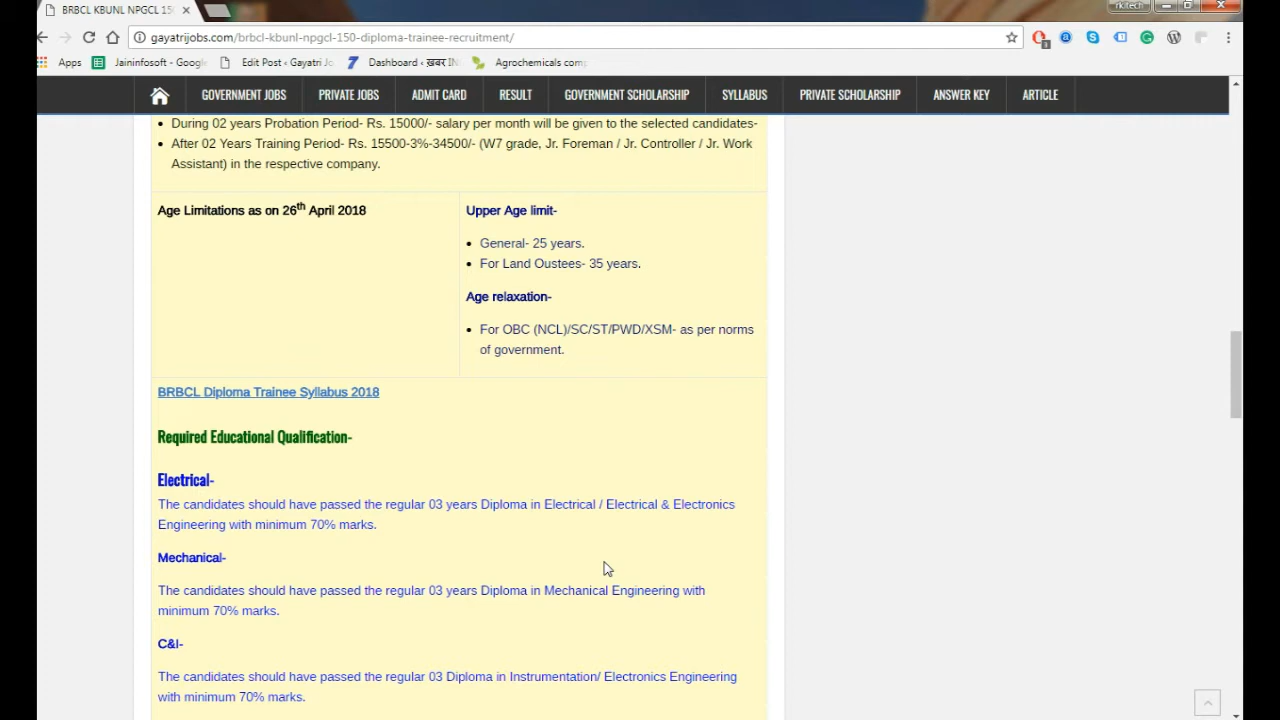 BRBCL KBUNL NPGCL 15
rkitech
gayatrijobs.com/brbcl-kbunl-npgcl-150-diploma-trainee-recruitment/
Apps Jaininfosoft - Goog Edit Post ‹ Gayatri Jo Dashboard ‹ ख़बर IN Agrochemicals com
GOVERNMENT JOBS PRIVATE JOBS ADMIT CARD RESULT GOVERNMENT SCHOLARSHIP SYLLABUS PRIVATE SCHOLARSHIP ANSWER KEY ARTICLE
• During 02 years Probation Period- Rs. 15000/- salary per month will be given to the selected candidates-
• After 02 Years Training Period- Rs. 15500-3%-34500/- (W7 grade, Jr. Foreman / Jr. Controller / Jr. Work
Assistant) in the respective company.
Age Limitations as on 26th April 2018
Upper Age limit-
• General- 25 years.
• For Land Oustees- 35 years.
Age relaxation-
• For OBC (NCL)/SC/ST/PWD/XSM- as per norms
of government.
BRBCL Diploma Trainee Syllabus 2018
Required Educational Qualification-
Electrical-
The candidates should have passed the regular 03 years Diploma in Electrical / Electrical & Electronics
Engineering with minimum 70% marks.
Mechanical-
The candidates should have passed the regular 03 years Diploma in Mechanical Engineering with
minimum 70% marks.
C&I-
The candidates should have passed the regular 03 Diploma in Instrumentation/ Electronics Engineering
with minimum 70% marks.